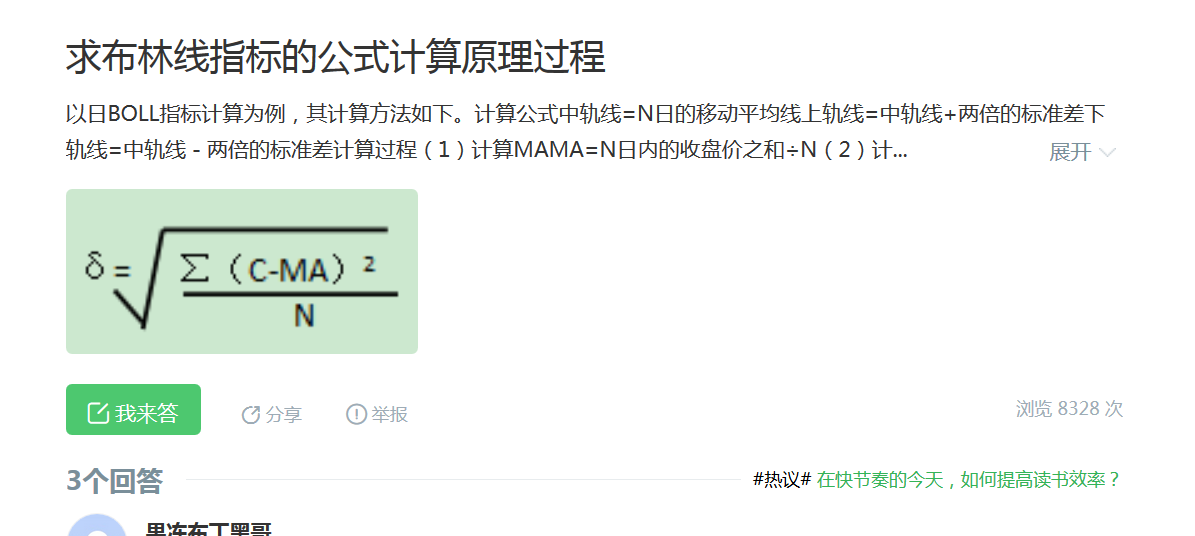 求布林线指标的公式计算原理过程
以日BOLL指标计算为例，其计算方法如下。计算公式中轨线=N日的移动平均线上轨线=中轨线+两倍的标准差下
轨线=中轨线－两倍的标准差计算过程（1）计算MAMA=N日内的收盘价之和÷N（2）计...
展开
δ = √ Σ（C-MA）²
N
我来答
分享
举报
浏览 8328 次
3个回答
#热议# 在快节奏的今天，如何提高读书效率？
果冻布丁黑哥